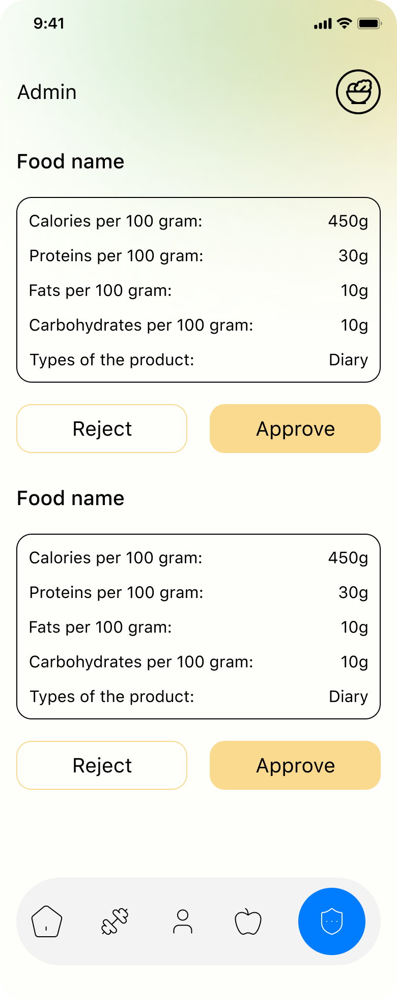 9:41
Admin
Food name
Calories per 100 gram: 450g
Proteins per 100 gram: 30g
Fats per 100 gram: 10g
Carbohydrates per 100 gram: 10g
Types of the product: Diary
Reject Approve
Food name
Calories per 100 gram: 450g
Proteins per 100 gram: 30g
Fats per 100 gram: 10g
Carbohydrates per 100 gram: 10g
Types of the product: Diary
Reject Approve